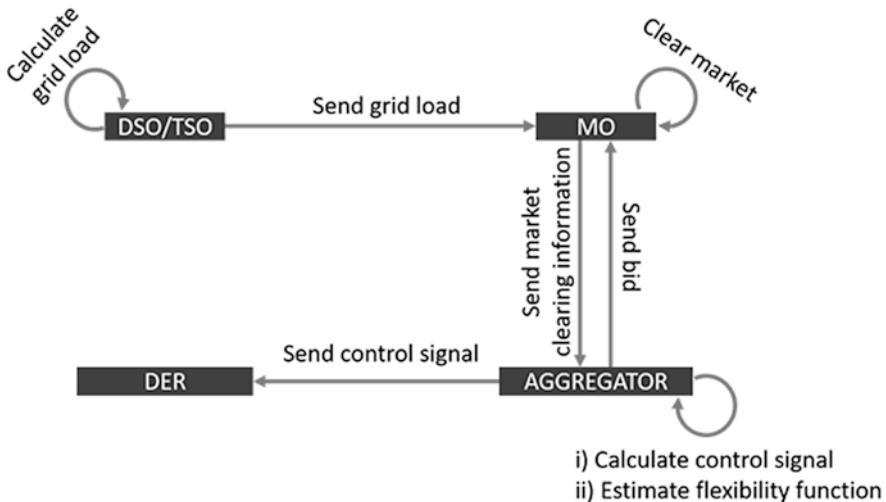 Calculate
grid load
Clear market
Send grid load
DSO/TSO
MO
Send market
clearing information
Send bid
Send control signal
DER
AGGREGATOR
i) Calculate control signal
ii) Estimate flexibility function